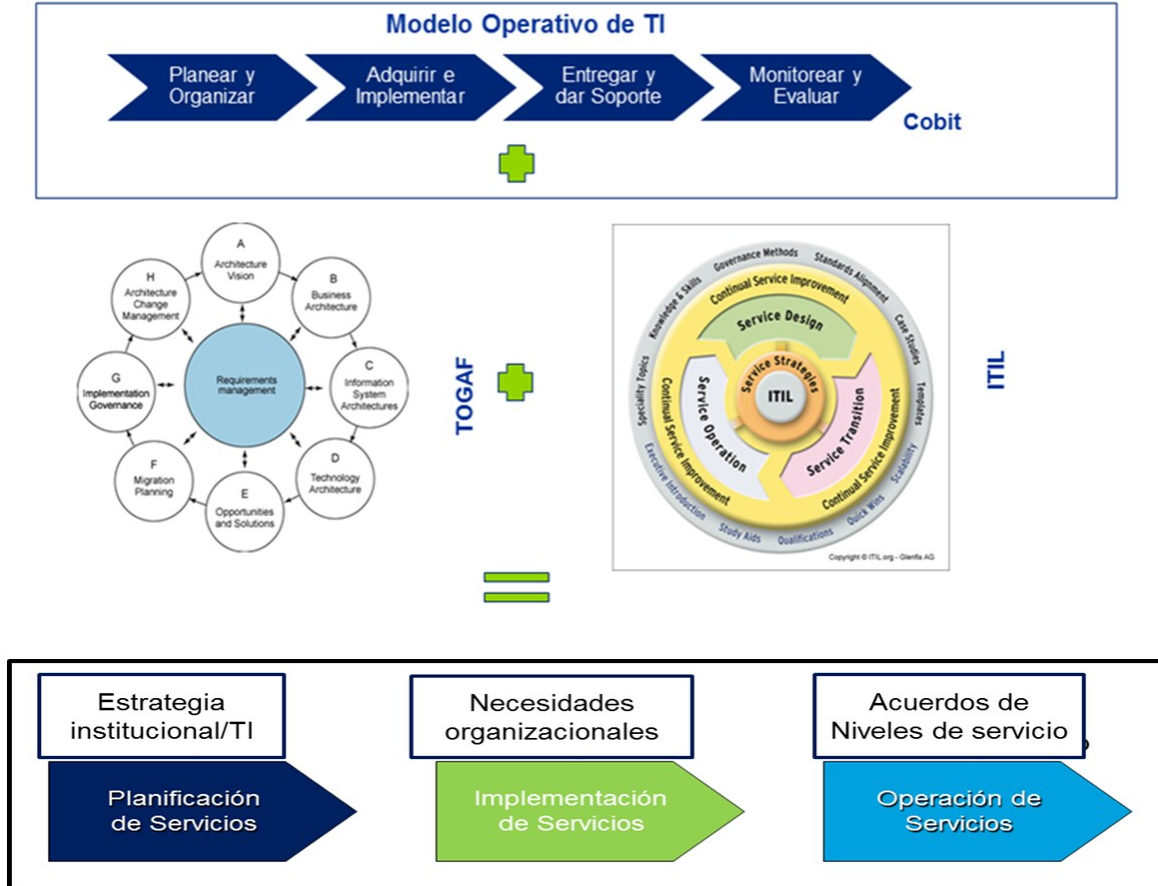 Modelo Operativo de TI
Planear y
Organizar
Adquirir e
Implementar
Entregar y
dar Soporte
Monitorear y
Evaluar
Cobit
A
Architecture
Vision
B
Business
Architecture
C
Information
System
Architectures
D
Technology
Architecture
E
Opportunities
and Solutions
F
Migration
Planning
G
Implementation
Governance
H
Architecture
Change
Management
Requirements
management
TOGAF
Knowledge & Skills
Governance Methods
Standards Alignment
Case Studies
Templates
Scalability
Quick Wins
Qualifications
Study Aids
Executive Introduction
Speciality Topics
Continual Service Improvement
Continual Service Improvement
Continual Service Improvement
Service Design
Service Transition
Service Operation
Service Strategies
ITIL
Copyright © ITIL.org - Glenfis AG
ITIL
Estrategia
institucional/TI
Necesidades
organizacionales
Acuerdos de
Niveles de servicio
Planificación
de Servicios
Implementación
de Servicios
Operación de
Servicios